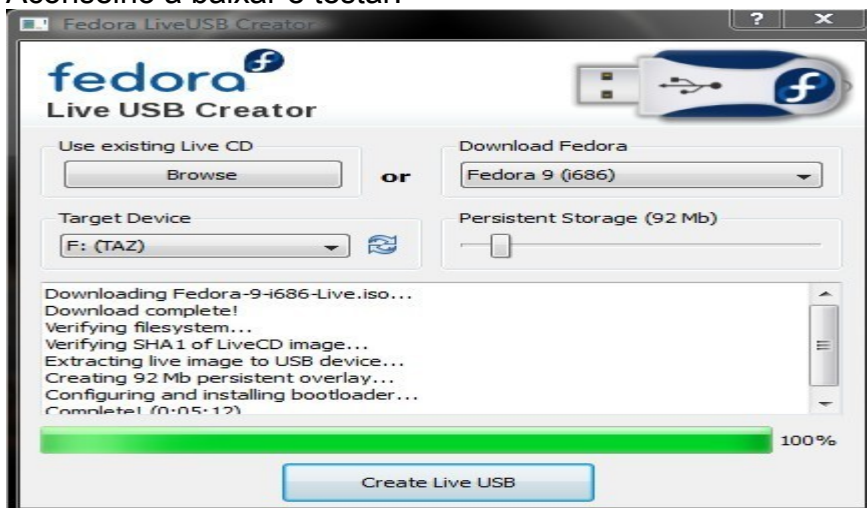 Aconselho a baixar e testar!
Fedora LiveUSB Creator
? x
fedora
Live USB Creator
Use existing Live CD
Download Fedora
Browse
or
Fedora 9 (i686)
Target Device
Persistent Storage (92 Mb)
F: (TAZ)
Downloading Fedora-9-i686-Live.iso...
Download complete!
Verifying filesystem...
Verifying SHA1 of LiveCD image...
Extracting live image to USB device...
Creating 92 Mb persistent overlay...
Configuring and installing bootloader...
Complete! (0:05:12)
100%
Create Live USB